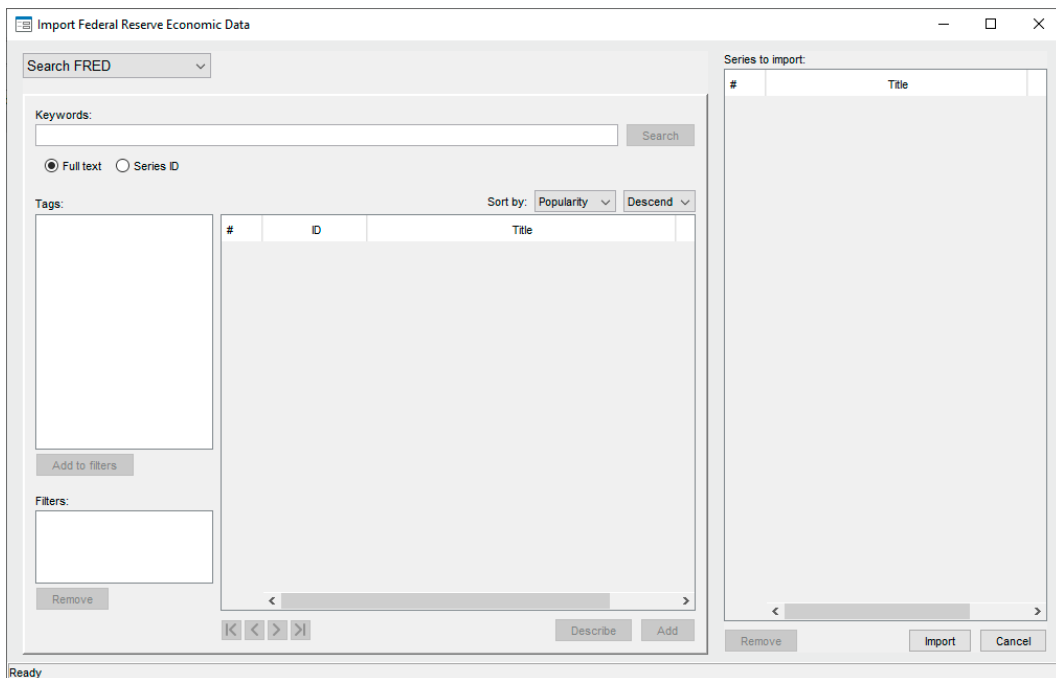 Import Federal Reserve Economic Data
Search FRED
Series to import:
# Title
Keywords:
Search
Full text Series ID
Tags:
Sort by: Popularity Descend
# ID Title
Add to filters
Filters:
Remove
Describe Add
Remove Import Cancel
Ready